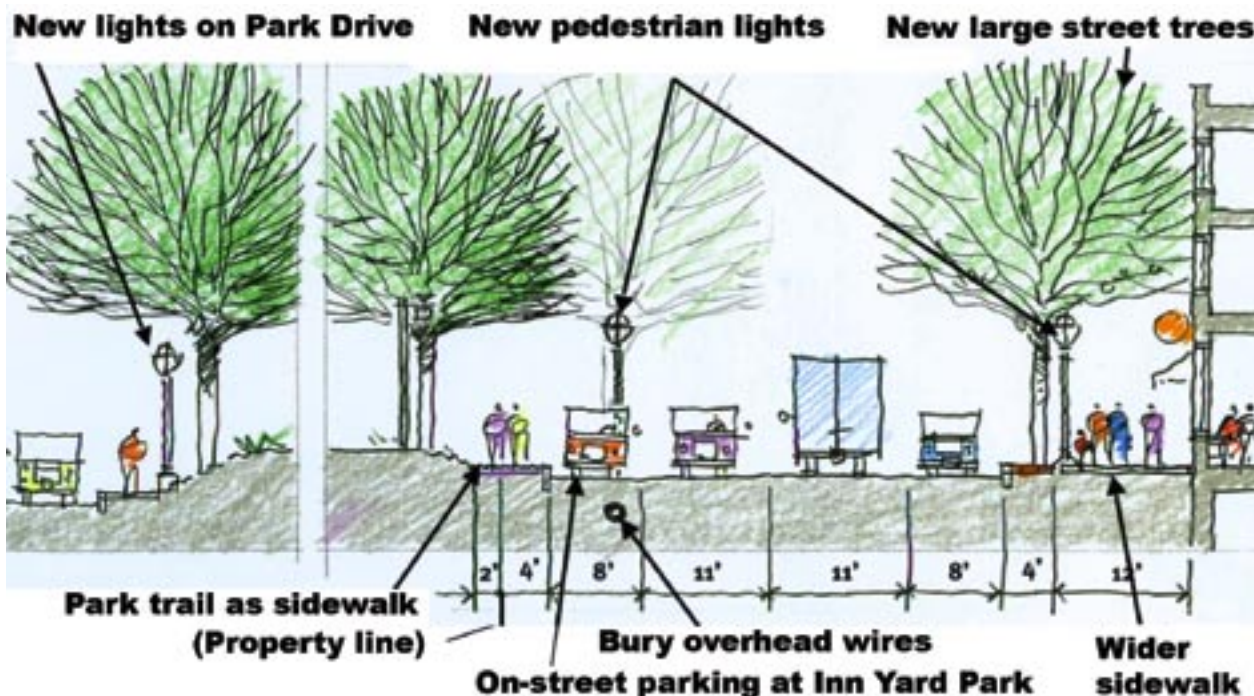 New lights on Park Drive
New pedestrian lights
New large street trees
2' 4' 8' 11' 11' 8' 4' 12'
Park trail as sidewalk
(Property line)
Bury overhead wires
On-street parking at Inn Yard Park
Wider
sidewalk